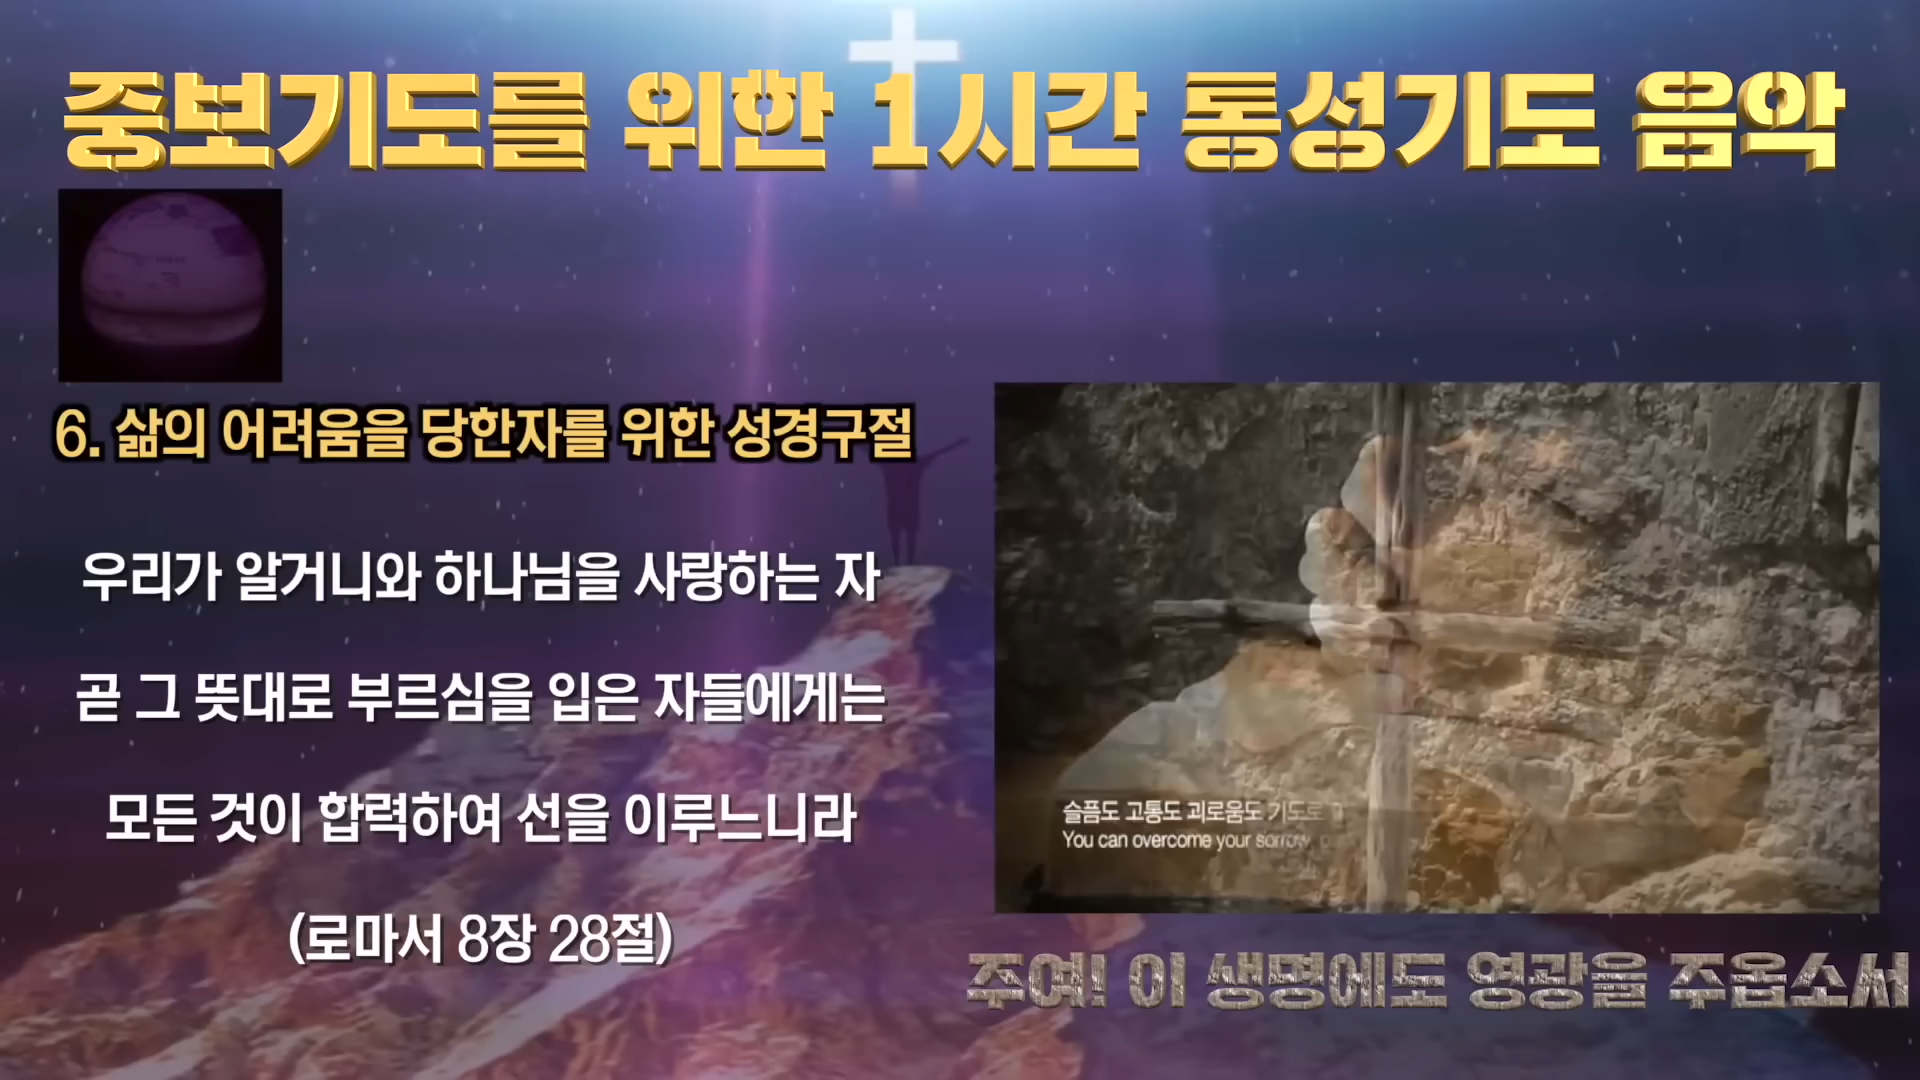 중보기도를 위한 1시간 통성기도 음악
6. 삶의 어려움을 당한자를 위한 성경구절
우리가 알거니와 하나님을 사랑하는 자
곧 그 뜻대로 부르심을 입은 자들에게는
모든 것이 합력하여 선을 이루느니라
(로마서 8장 28절)
슬픔도 고통도 괴로움도 기도로
You can overcome your sorrow,
주여! 이 생명에도 영광을 주옵소서